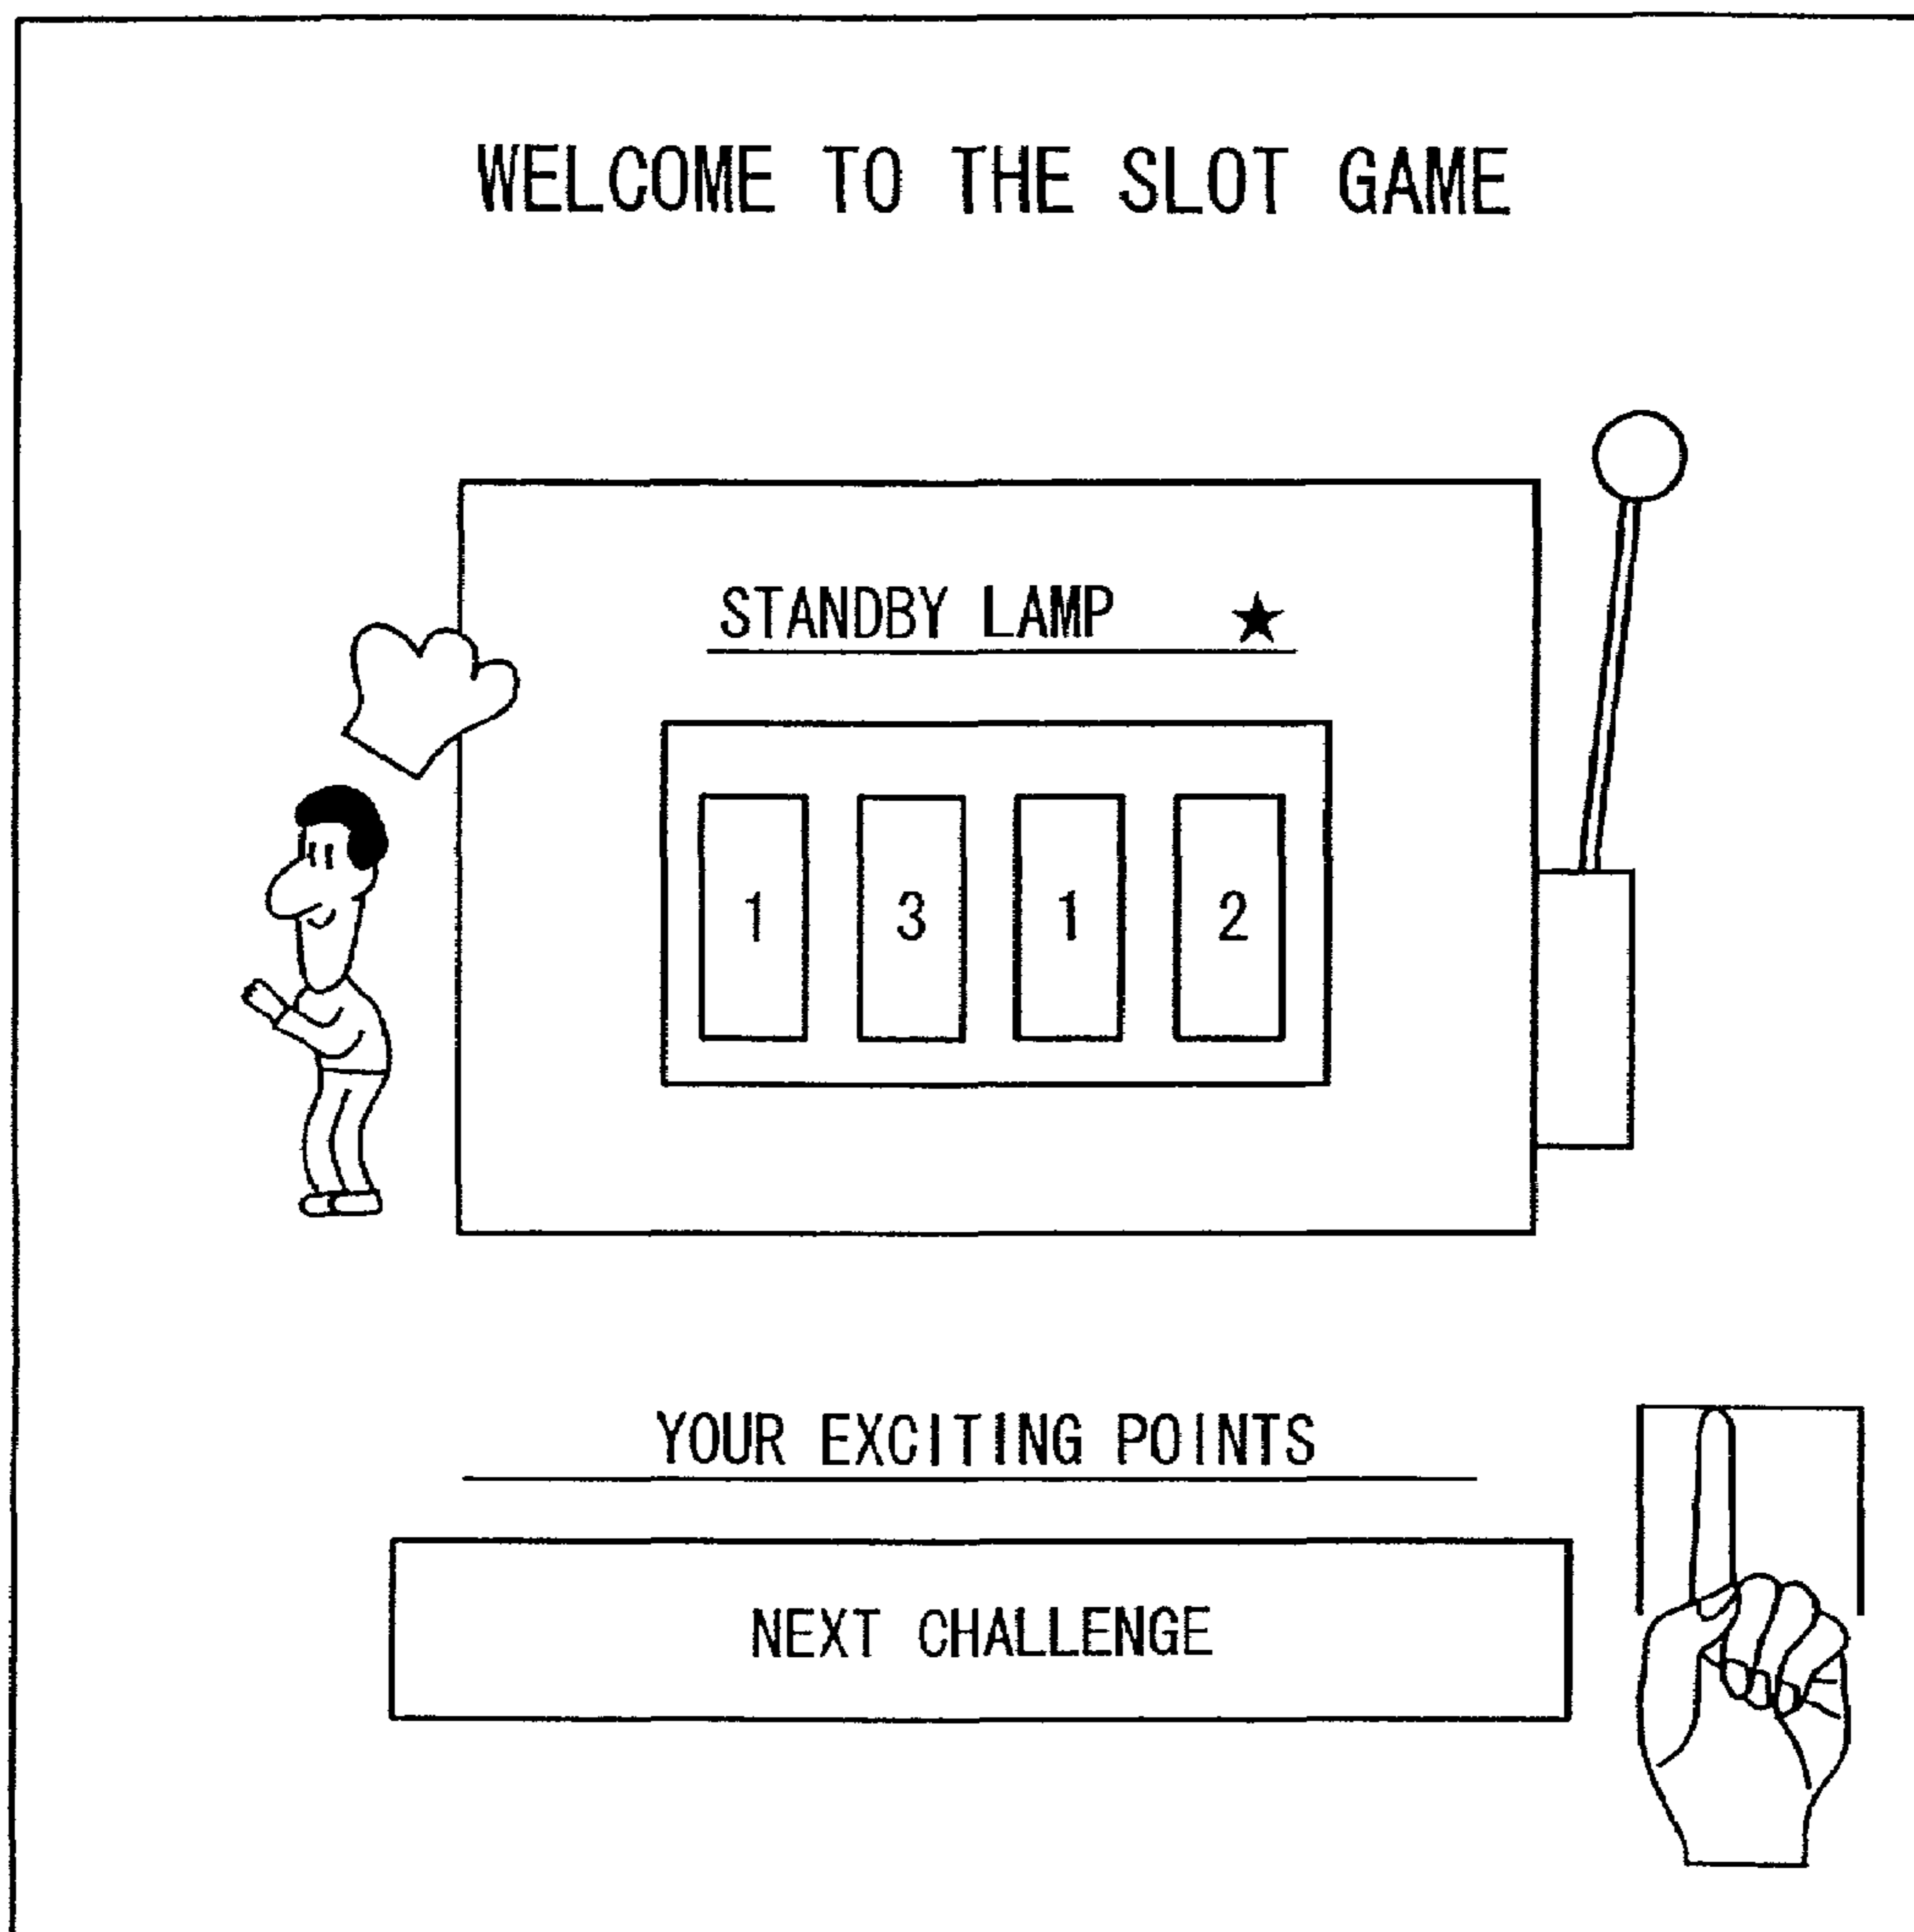 WELCOME TO THE SLOT GAME
STANDBY LAMP ★
1 3 1 2
YOUR EXCITING POINTS
NEXT CHALLENGE